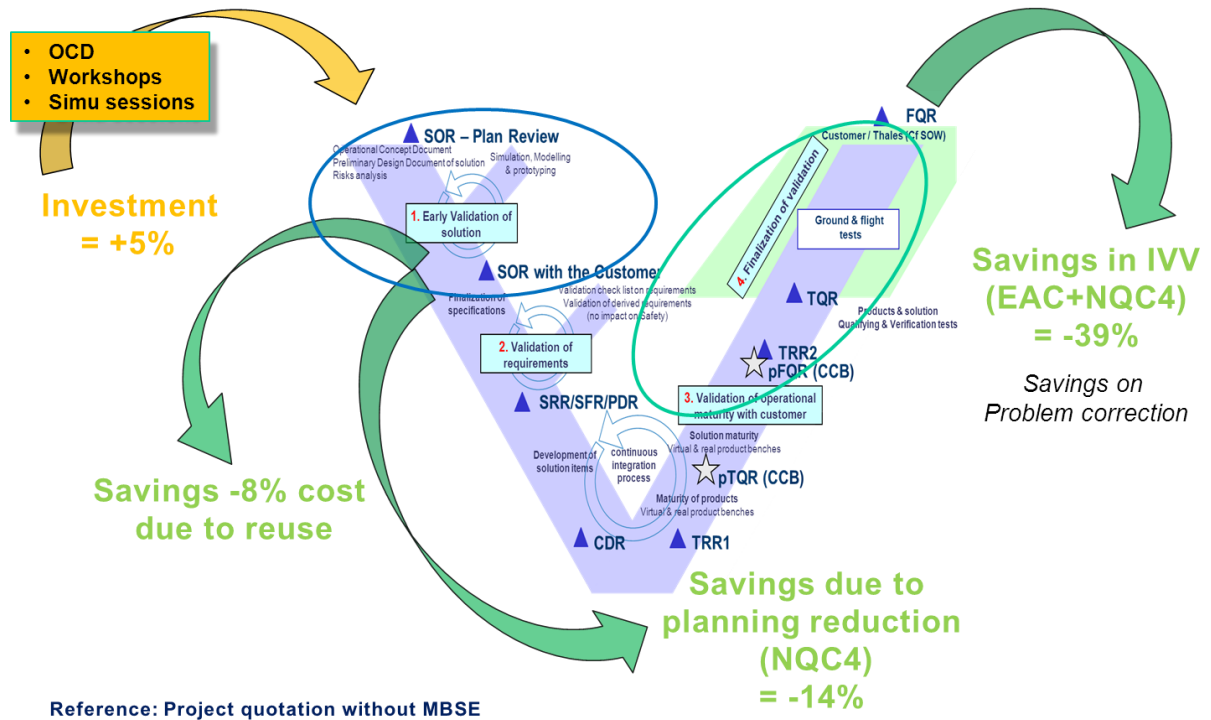 • OCD
• Workshops
• Simu sessions
Investment
= +5%
SOR – Plan Review
Operational Concept Document
Preliminary Design Document of solution
Risks analysis
Simulation, Modelling
& prototyping
1. Early Validation of
solution
SOR with the Customer
Finalization of
specifications
Validation check list on requirements
Validation of derived requirements
(no impact on Safety)
2. Validation of
requirements
SRR/SFR/PDR
Development of
solution items
continuous
integration
process
CDR
TRR1
Maturity of products
Virtual & real product benches
pTQR (CCB)
Solution maturity
Virtual & real product benches
3. Validation of operational
maturity with customer
pFQR (CCB)
TRR2
Products & solution
Qualifying & Verification tests
TQR
Ground & flight
tests
4. Finalization of validation
Customer / Thales (Cf SOW)
FQR
Savings in IVV
(EAC+NQC4)
= -39%
Savings on
Problem correction
Savings -8% cost
due to reuse
Savings due to
planning reduction
(NQC4)
= -14%
Reference: Project quotation without MBSE